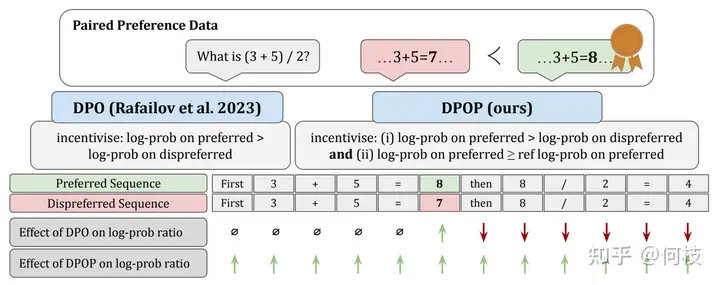 Paired Preference Data
What is (3 + 5) / 2?
...3+5=7...
<
...3+5=8...
DPO (Rafailov et al. 2023)
DPOP (ours)
incentivise: log-prob on preferred >
log-prob on dispreferred
incentivise: (i) log-prob on preferred > log-prob on dispreferred
and (ii) log-prob on preferred ≥ ref log-prob on preferred
Preferred Sequence First 3 + 5 = 8 then 8 / 2 = 4
Dispreferred Sequence First 3 + 5 = 7 then 8 / 2 = 4
Effect of DPO on log-prob ratio ∅ ∅ ∅ ∅ ∅ ↑ ↓ ↓ ↓ ↓ ↓ ↓
Effect of DPOP on log-prob ratio ↑ ↑ ↑ ↑ ↑ ↑ ↑ ↑ ↑ ↑ ↑ ↑
知乎 @何枝